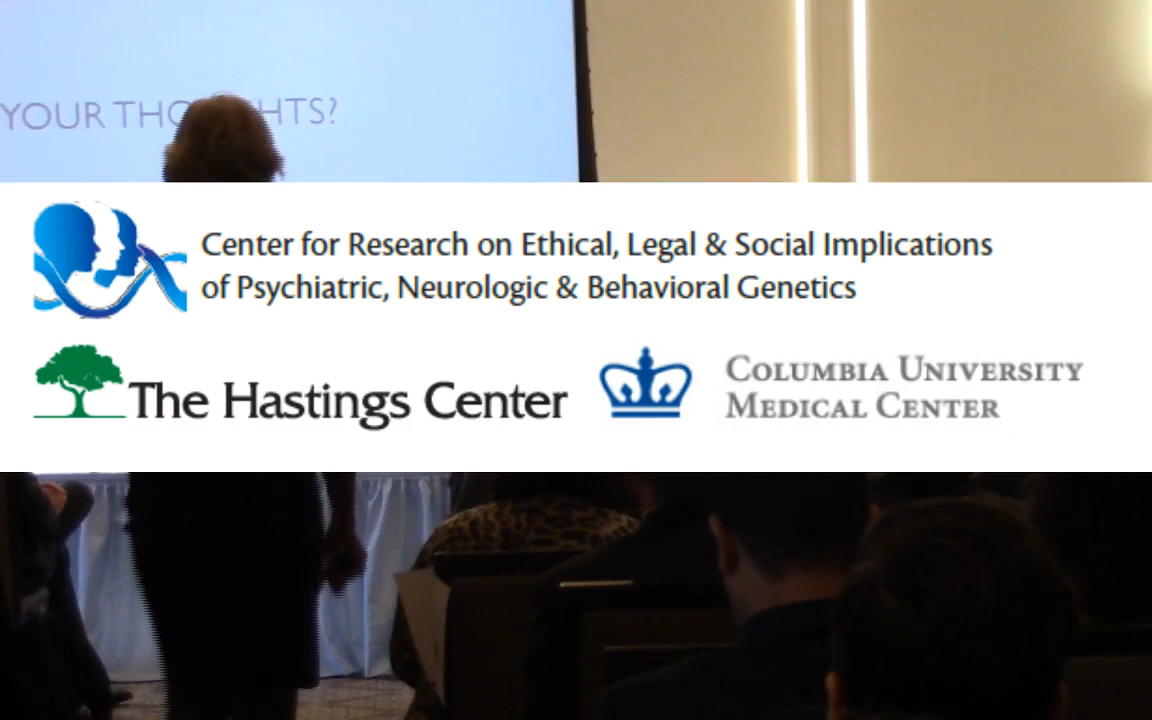 YOUR THOUGHTS?
Center for Research on Ethical, Legal & Social Implications
of Psychiatric, Neurologic & Behavioral Genetics
The Hastings Center
COLUMBIA UNIVERSITY
MEDICAL CENTER